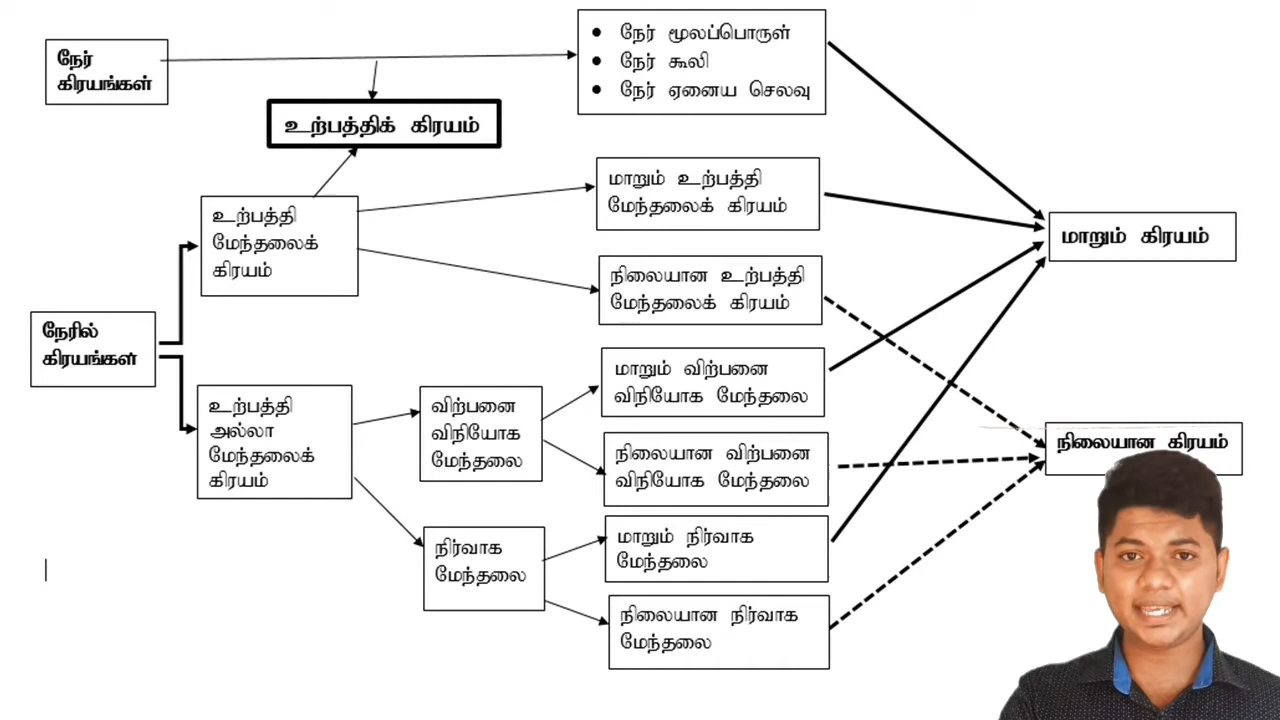 நேர்
கிரயங்கள்
• நேர் மூலப்பொருள்
• நேர் கூலி
• நேர் ஏனைய செலவு
உற்பத்திக் கிரயம்
உற்பத்தி
மேந்தலைக்
கிரயம்
மாறும் உற்பத்தி
மேந்தலைக் கிரயம்
நிலையான உற்பத்தி
மேந்தலைக் கிரயம்
மாறும் கிரயம்
நேரில்
கிரயங்கள்
உற்பத்தி
அல்லா
மேந்தலைக்
கிரயம்
விற்பனை
விநியோக
மேந்தலை
மாறும் விற்பனை
விநியோக மேந்தலை
நிலையான விற்பனை
விநியோக மேந்தலை
நிலையான கிரயம்
நிர்வாக
மேந்தலை
மாறும் நிர்வாக
மேந்தலை
நிலையான நிர்வாக
மேந்தலை